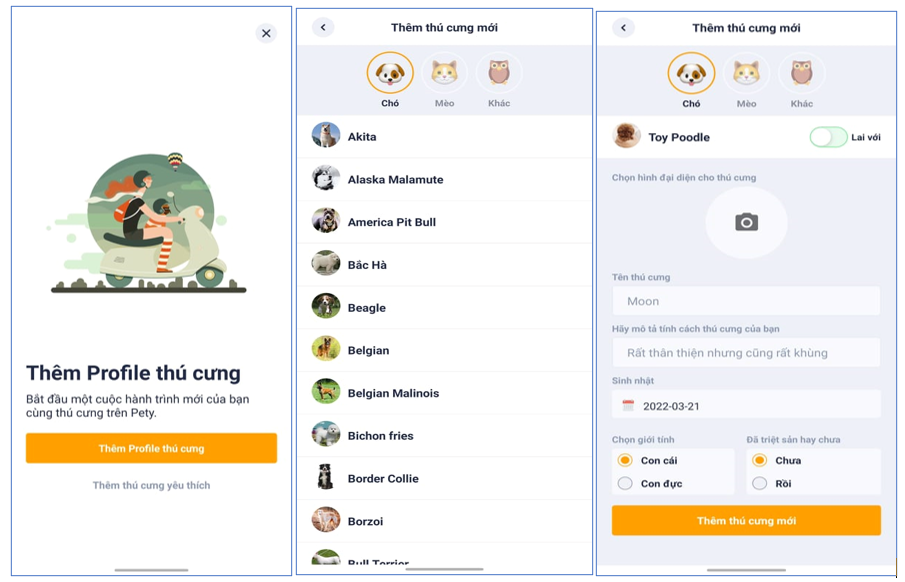 Thêm Profile thú cưng
Bắt đầu một cuộc hành trình mới của bạn
cùng thú cưng trên Pety.
Thêm Profile thú cưng
Thêm thú cưng yêu thích
Thêm thú cưng mới
Chó
Mèo
Khác
Akita
Alaska Malamute
America Pit Bull
Bắc Hà
Beagle
Belgian
Belgian Malinois
Bichon fries
Border Collie
Borzoi
Bull Terrier
Thêm thú cưng mới
Chó
Mèo
Khác
Toy Poodle
Lai với
Chọn hình đại diện cho thú cưng
Tên thú cưng
Moon
Hãy mô tả tính cách thú cưng của bạn
Rất thân thiện nhưng cũng rất khùng
Sinh nhật
2022-03-21
Chọn giới tính
Con cái
Con đực
Đã triệt sản hay chưa
Chưa
Rồi
Thêm thú cưng mới